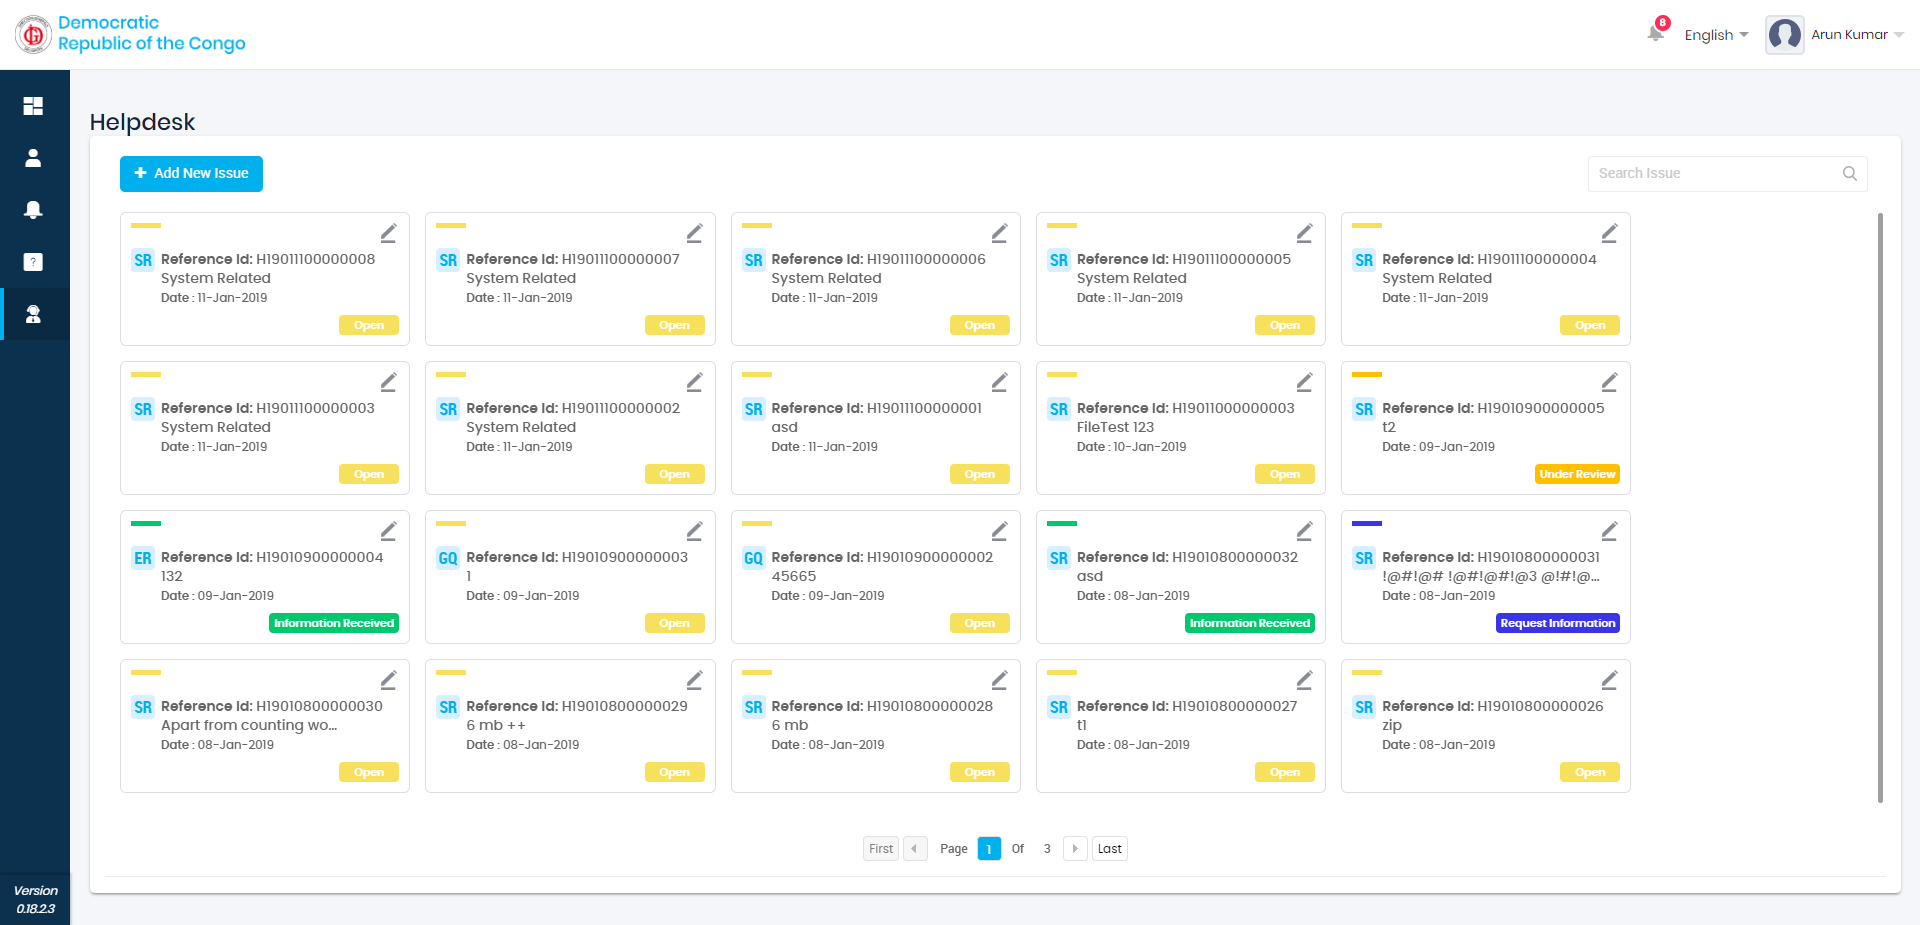 Democratic
Republic of the Congo
8
English
Arun Kumar
Helpdesk
+ Add New Issue
Search Issue
SR Reference Id: H19011100000008
System Related
Date : 11-Jan-2019
Open
SR Reference Id: H19011100000007
System Related
Date : 11-Jan-2019
Open
SR Reference Id: H19011100000006
System Related
Date : 11-Jan-2019
Open
SR Reference Id: H19011100000005
System Related
Date : 11-Jan-2019
Open
SR Reference Id: H19011100000004
System Related
Date : 11-Jan-2019
Open
SR Reference Id: H19011100000003
System Related
Date : 11-Jan-2019
Open
SR Reference Id: H19011100000002
System Related
Date : 11-Jan-2019
Open
SR Reference Id: H19011100000001
asd
Date : 11-Jan-2019
Open
SR Reference Id: H19011000000003
FileTest 123
Date : 10-Jan-2019
Open
SR Reference Id: H19010900000005
t2
Date : 09-Jan-2019
Under Review
ER Reference Id: H19010900000004
132
Date : 09-Jan-2019
Information Received
GQ Reference Id: H19010900000003
1
Date : 09-Jan-2019
Open
GQ Reference Id: H19010900000002
45665
Date : 09-Jan-2019
Open
SR Reference Id: H19010800000032
asd
Date : 08-Jan-2019
Information Received
SR Reference Id: H19010800000031
!@#!@# !@#!@#!@3 @!#!@...
Date : 08-Jan-2019
Request Information
SR Reference Id: H19010800000030
Apart from counting wo...
Date : 08-Jan-2019
Open
SR Reference Id: H19010800000029
6 mb ++
Date : 08-Jan-2019
Open
SR Reference Id: H19010800000028
6 mb
Date : 08-Jan-2019
Open
SR Reference Id: H19010800000027
t1
Date : 08-Jan-2019
Open
SR Reference Id: H19010800000026
zip
Date : 08-Jan-2019
Open
First Page 1 Of 3 Last
Version
0.18.2.3